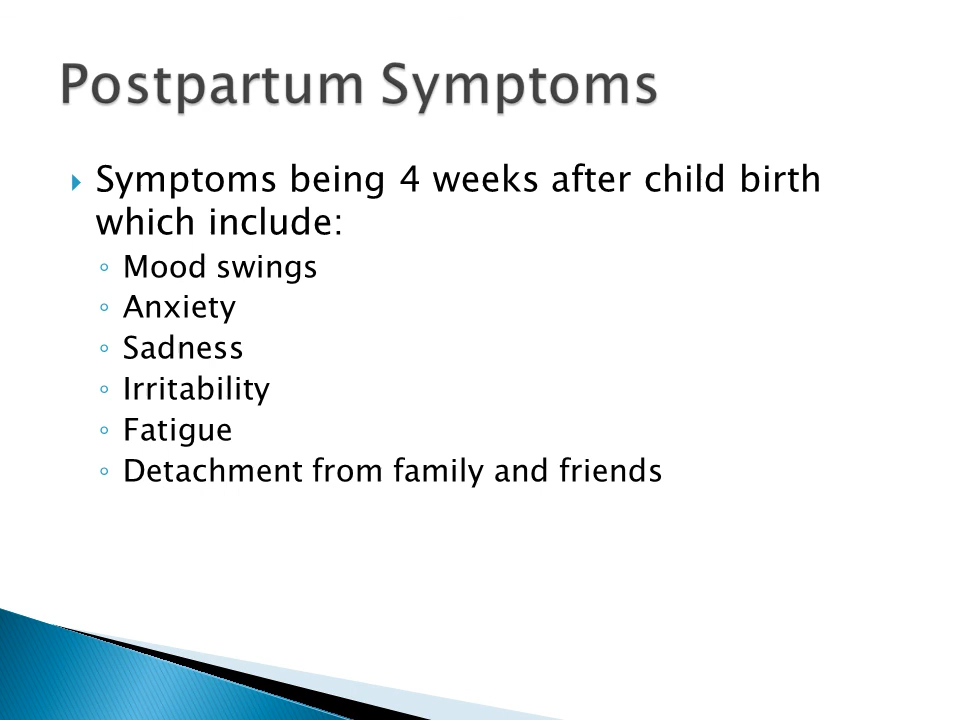 Postpartum Symptoms
Symptoms being 4 weeks after child birth
which include:
Mood swings
Anxiety
Sadness
Irritability
Fatigue
Detachment from family and friends